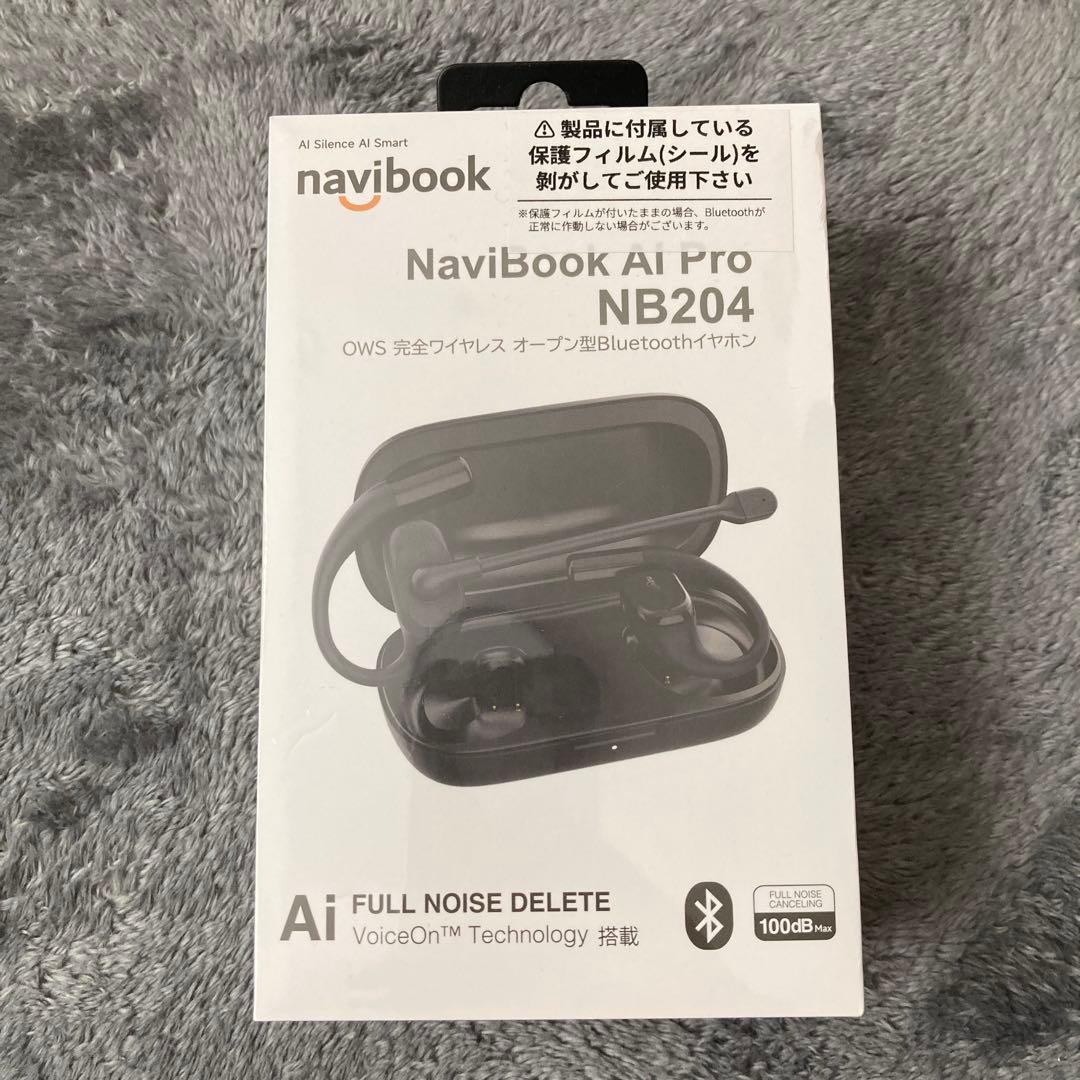 AI Silence AI Smart
navibook
⚠ 製品に付属している
保護フィルム(シール)を
剝がしてご使用下さい
※保護フィルムが付いたままの場合、Bluetoothが
正常に作動しない場合がございます。
NaviBook AI Pro
NB204
OWS 完全ワイヤレス オープン型Bluetoothイヤホン
Ai FULL NOISE DELETE
VoiceOn™ Technology 搭載
FULL NOISE
CANCELING
100dB Max